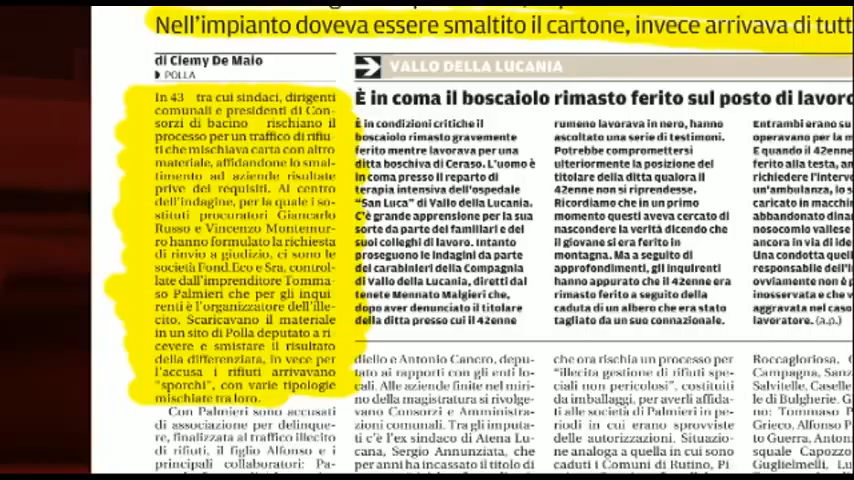 Nell'impianto doveva essere smaltito il cartone, invece arrivava di tutt
di Clemy De Maio
POLLA
In 43 tra cui sindaci, dirigenti
comunali e presidenti di Con-
sorzi di bacino rischiano il
processo per un traffico di rifiu-
ti che mischiava carta con altro
materiale, affidandone lo smal-
timento ad aziende risultate
prive dei requisiti. Al centro
dell'indagine, per la quale i so-
stituti procuratori Giancarlo
Russo e Vincenzo Montemur-
ro hanno formulato la richiesta
di rinvio a giudizio, ci sono le
società Fond.Eco e Sra, control-
late dall'imprenditore Tomma-
so Palmieri che per gli inqui
renti è l'organizzatore dell'ille-
cito. Scaricavano il materiale
in un sito di Polla deputato a ri
cevere e smistare il risultato
della differenziata, in vece per
l'accusa i rifiuti arrivavano
"sporchi", con varie tipologie
mischiate tra loro.
Con Palmieri sono accusati
di associazione per delinque-
re, finalizzata al traffico illecito
di rifiuti, il figlio Alfonso e i
principali collaboratori: Pa-
VALLO DELLA LUCANIA
È in coma il boscaiolo rimasto ferito sul posto di lavoro
È in condizioni critiche il
boscaiolo rimasto gravemente
ferito mentre lavorava per una
ditta boschiva di Ceraso. L'uomo è
in coma presso il reparto di
terapia intensiva dell'ospedale
"San Luca" di Vallo della Lucania.
C'è grande apprensione per la sua
sorte da parte dei familiari e dei
suoi colleghi di lavoro. Intanto
proseguono le indagini da parte
dei carabinieri della Compagnia
di Vallo della Lucania, diretti dal
tenete Mennato Malgieri che,
dopo aver denunciato il titolare
della ditta presso cui il 42enne
rumeno lavorava in nero, hanno
ascoltato una serie di testimoni.
Potrebbe compromettersi
ulteriormente la posizione del
titolare della ditta qualora il
42enne non si riprendesse.
Ricordiamo che in un primo
momento questi aveva cercato di
nascondere la verità dicendo che
il giovane si era ferito in
montagna. Ma a seguito di
approfondimenti, gli inquirenti
hanno appurato che il 42enne era
rimasto ferito a seguito della
caduta di un albero che era stato
tagliato da un suo connazionale.
Entrambi erano su
operavano per la m
E quando il 42enne
ferito alla testa, an
richiedere l'interve
un'ambulanza, lo s
caricato in macchin
abbandonato dinan
nosocomio vallese
ancora in via di ide
Una condotta quell
responsabile dell'i
ovviamente non è p
inosservata e che v
aggravata nel caso
lavoratore. (a.p.)
diello e Antonio Cancro, depu-
tato ai rapporti con gli enti lo-
cali. Alle aziende finite nel miri-
no della magistratura si rivolge-
vano Consorzi e Amministra-
zioni comunali. Tra gli imputa-
ti c'è l'ex sindaco di Atena Lu-
cana, Sergio Annunziata, che
per anni ha incassato il titolo di
che ora rischia un processo per
"illecita gestione di rifiuti spe-
ciali non pericolosi", costituiti
da imballaggi, per averli affida-
ti alle società di Palmieri in pe-
riodi in cui erano sprovviste
delle autorizzazioni. Situazio-
ne analoga a quella in cui sono
caduti i Comuni di Rutino, Pi-
Roccagloriosa, C
Campagna, Sanz
Salvitelle, Caselle
le di Bulgherie. G
no: Tommaso P
Grieco, Alfonso P
to Guerra, Anton
squale Capozzo
Guglielmelli, Lu